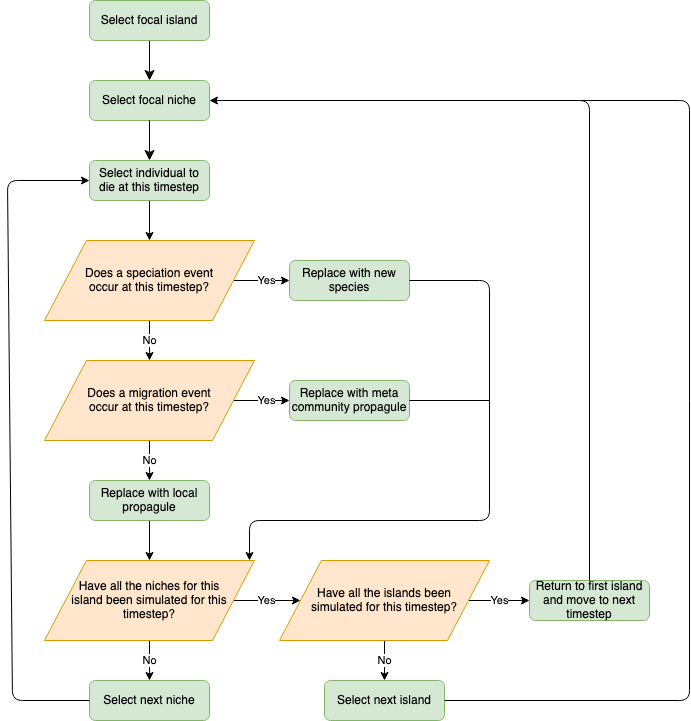 Select focal island
Select focal niche
Select individual to
die at this timestep
Does a speciation event
occur at this timestep?
Yes
Replace with new
species
No
Does a migration event
occur at this timestep?
Yes
Replace with meta
community propagule
No
Replace with local
propagule
Have all the niches for this
island been simulated for this
timestep?
Yes
Have all the islands been
simulated for this timestep?
Yes
Return to first island
and move to next
timestep
No
No
Select next niche
Select next island